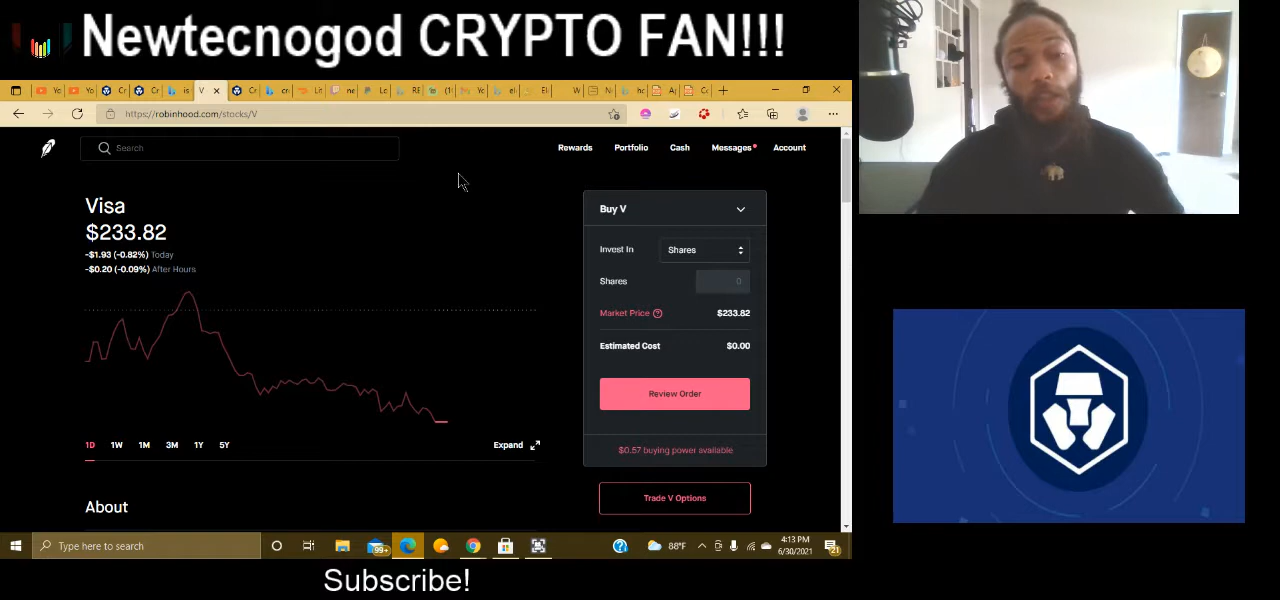 Newtecnogod CRYPTO FAN!!!
https://robinhood.com/stocks/V
Search
Rewards
Portfolio
Cash
Messages
Account
Visa
$233.82
-$1.93 (-0.82%) Today
-$0.20 (-0.09%) After Hours
1D
1W
1M
3M
1Y
5Y
Expand
About
Buy V
Invest In
Shares
Shares
0
Market Price
$233.82
Estimated Cost
$0.00
Review Order
$0.57 buying power available
Trade V Options
Type here to search
99+
88°F
4:13 PM
6/30/2021
21
Subscribe!